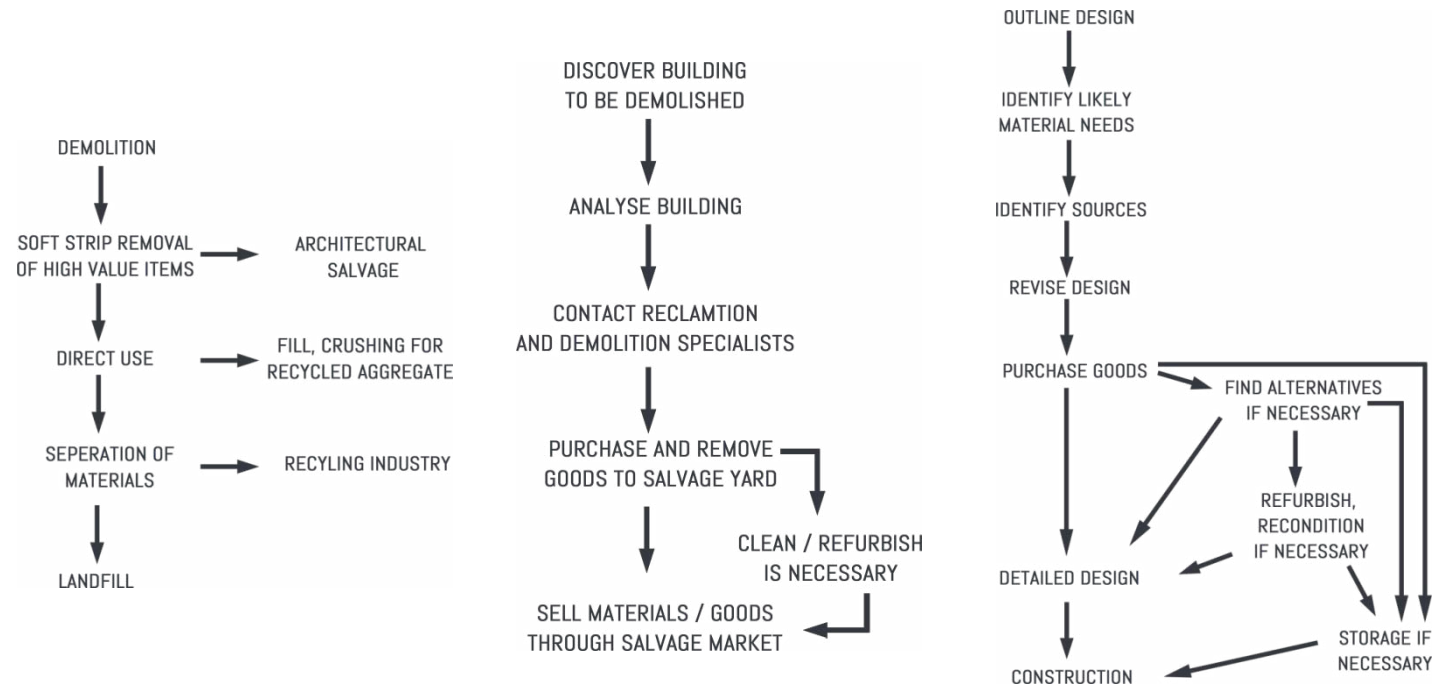 DEMOLITION
SOFT STRIP REMOVAL
OF HIGH VALUE ITEMS
ARCHITECTURAL
SALVAGE
DIRECT USE
FILL, CRUSHING FOR
RECYCLED AGGREGATE
SEPERATION OF
MATERIALS
RECYLING INDUSTRY
LANDFILL
DISCOVER BUILDING
TO BE DEMOLISHED
ANALYSE BUILDING
CONTACT RECLAMTION
AND DEMOLITION SPECIALISTS
PURCHASE AND REMOVE
GOODS TO SALVAGE YARD
CLEAN / REFURBISH
IS NECESSARY
SELL MATERIALS / GOODS
THROUGH SALVAGE MARKET
OUTLINE DESIGN
IDENTIFY LIKELY
MATERIAL NEEDS
IDENTIFY SOURCES
REVISE DESIGN
PURCHASE GOODS
FIND ALTERNATIVES
IF NECESSARY
REFURBISH,
RECONDITION
IF NECESSARY
DETAILED DESIGN
STORAGE IF
NECESSARY
CONSTRUCTION